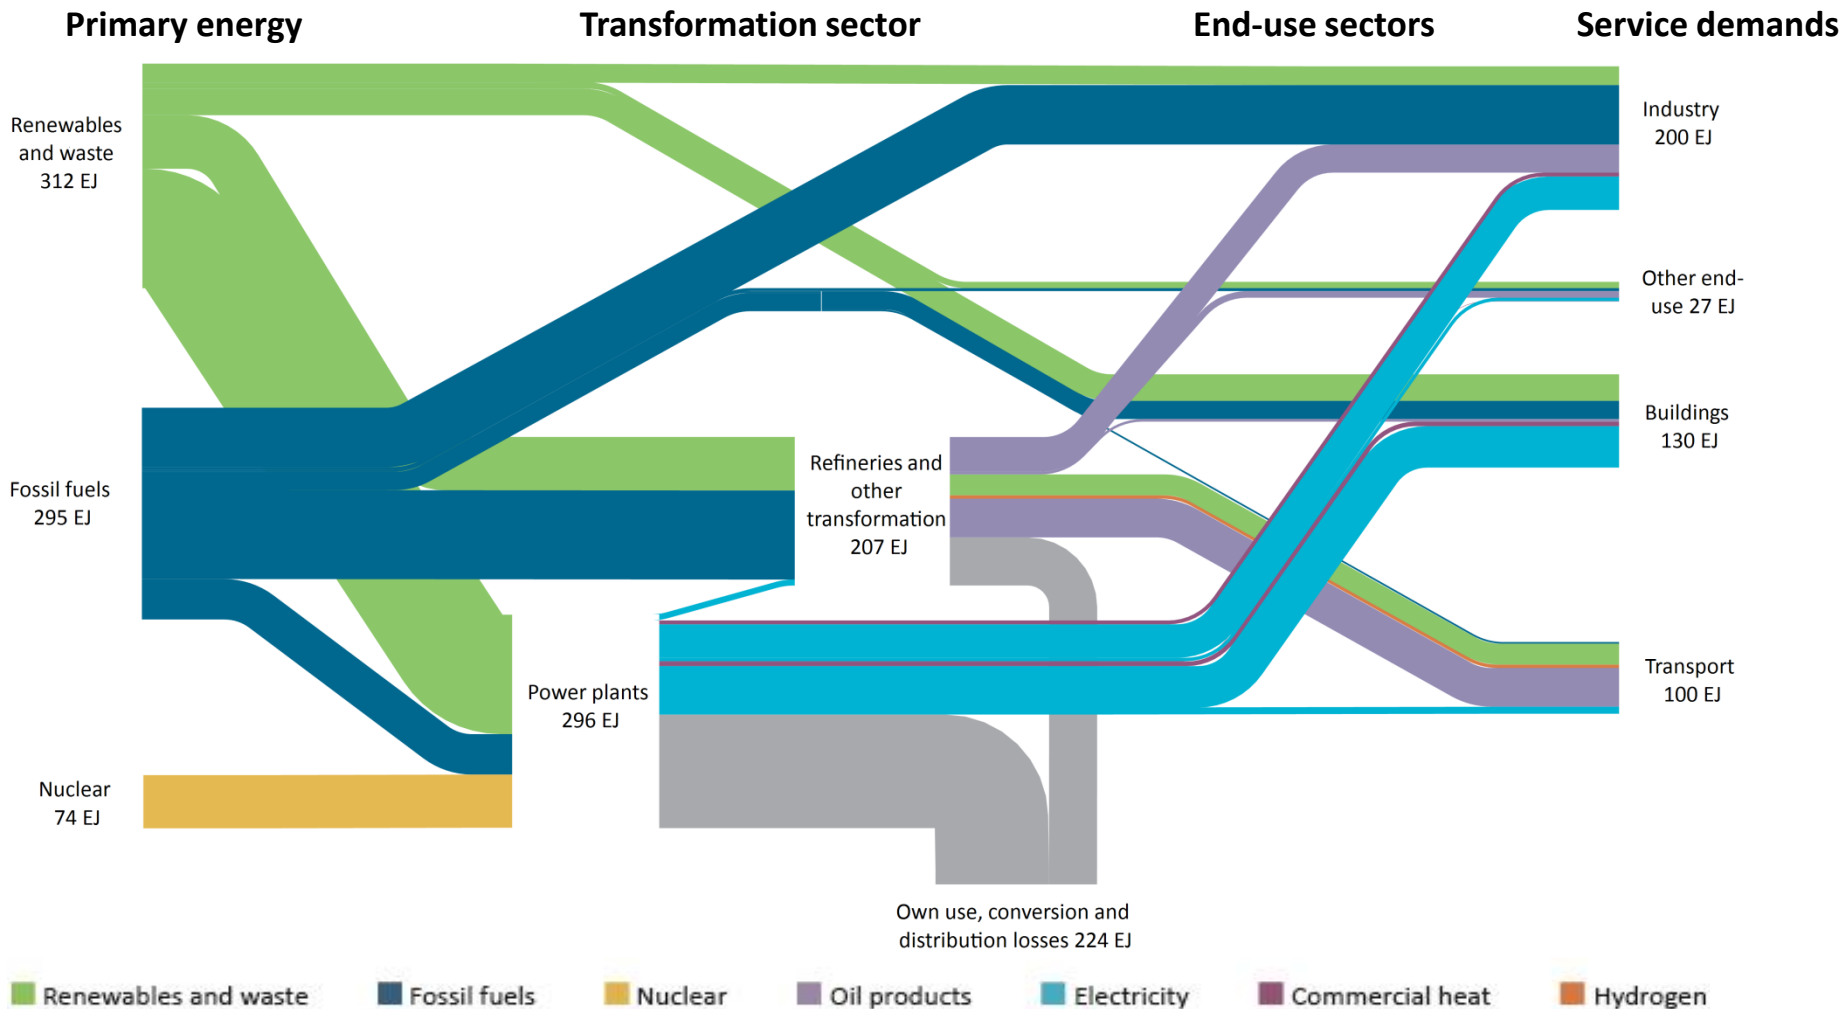 Primary energy
Transformation sector
End-use sectors
Service demands
Renewables
and waste
312 EJ
Fossil fuels
295 EJ
Nuclear
74 EJ
Refineries and
other
transformation
207 EJ
Power plants
296 EJ
Own use, conversion and
distribution losses 224 EJ
Industry
200 EJ
Other end-
use 27 EJ
Buildings
130 EJ
Transport
100 EJ
Renewables and waste
Fossil fuels
Nuclear
Oil products
Electricity
Commercial heat
Hydrogen